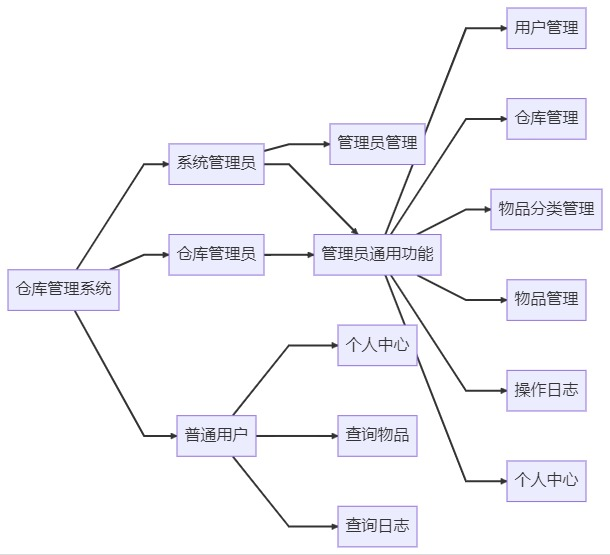 用户管理
仓库管理
管理员管理
系统管理员
物品分类管理
仓库管理员
管理员通用功能
仓库管理系统
物品管理
个人中心
操作日志
普通用户
查询物品
个人中心
查询日志